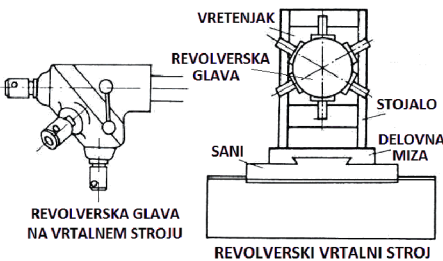 VRETENJAK
REVOLVERSKA
GLAVA
STOJALO
DELOVNA
MIZA
SANI
REVOLVERSKA GLAVA
NA VRTALNEM STROJU
REVOLVERSKI VRTALNI STROJ